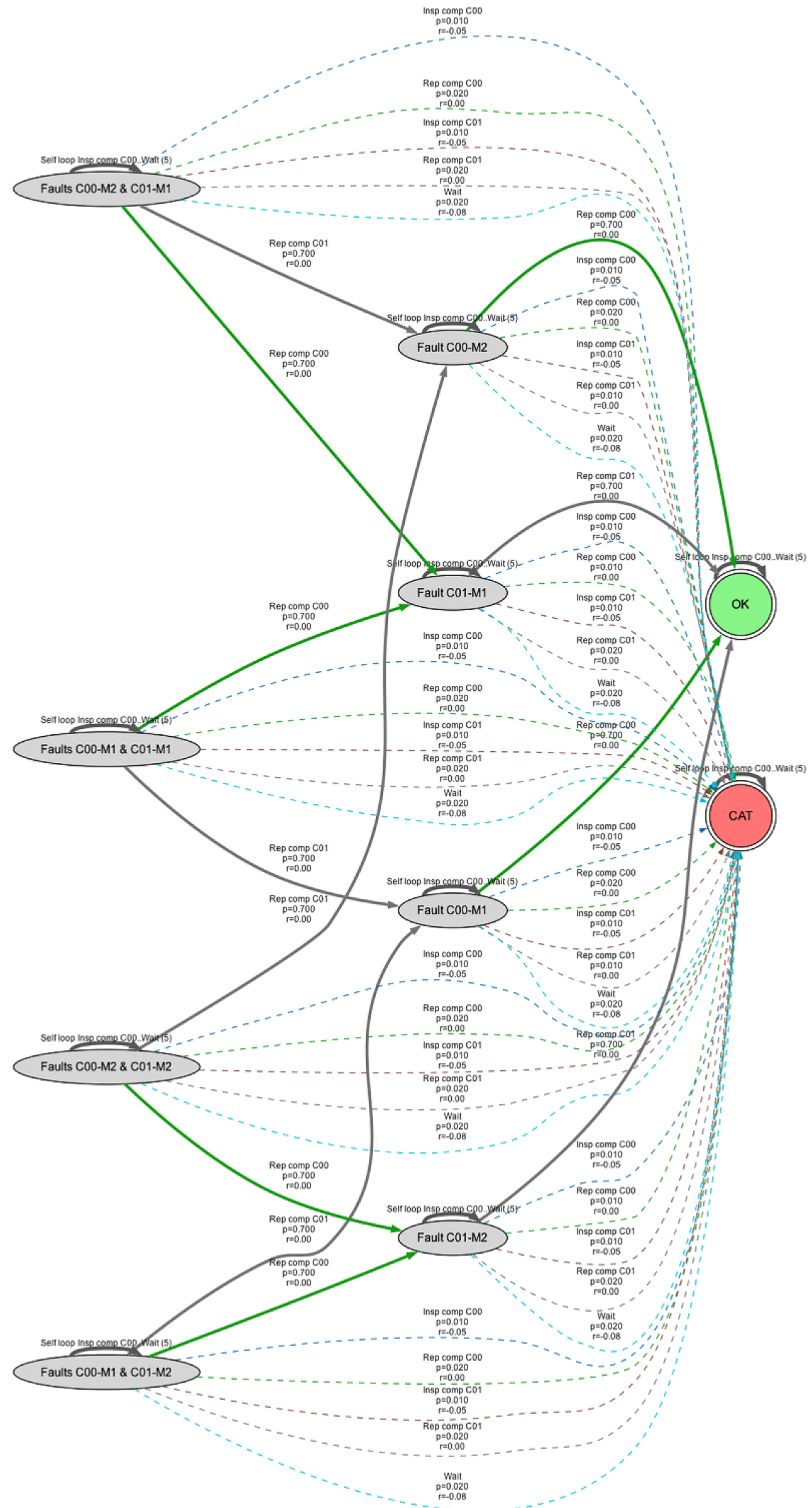 Insp comp C00
p=0.010
r=-0.05
Rep comp C00
p=0.020
r=0.00
Insp comp C01
p=0.010
r=-0.05
Self loop Insp comp C00..Wait (5)
Rep comp C01
p=0.020
r=0.00
Faults C00-M2 & C01-M1
Wait
p=0.020
r=-0.08
Rep comp C00
p=0.700
r=0.00
Rep comp C01
p=0.700
r=0.00
Insp comp C00
p=0.010
r=-0.05
Rep comp C00
p=0.020
r=0.00
Self loop Insp comp C00..Wait (5)
Fault C00-M2
Insp comp C01
p=0.010
r=-0.05
Rep comp C00
p=0.700
r=0.00
Rep comp C01
p=0.010
r=0.00
Wait
p=0.020
r=-0.08
Rep comp C01
p=0.700
r=0.00
Insp comp C00
p=0.010
r=-0.05
Self loop Insp comp C00..Wait (5)
Self loop Insp comp C00..Wait (5)
Rep comp C00
p=0.010
r=0.00
Fault C01-M1
OK
Insp comp C01
p=0.010
r=-0.05
Rep comp C00
p=0.700
r=0.00
Insp comp C00
p=0.010
r=-0.05
Rep comp C01
p=0.020
r=0.00
Wait
p=0.020
r=-0.08
Rep comp C00
p=0.020
r=0.00
Self loop Insp comp C00..Wait (5)
Rep comp C00
p=0.700
r=0.00
Insp comp C01
p=0.010
r=-0.05
Faults C00-M1 & C01-M1
Rep comp C01
p=0.020
r=0.00
Self loop Insp comp C00..Wait (5)
Wait
p=0.020
r=-0.08
CAT
Insp comp C00
p=0.010
r=-0.05
Rep comp C01
p=0.700
r=0.00
Rep comp C00
p=0.020
r=0.00
Self loop Insp comp C00..Wait (5)
Fault C00-M1
Rep comp C01
p=0.700
r=0.00
Insp comp C01
p=0.010
r=-0.05
Insp comp C00
p=0.010
r=-0.05
Rep comp C01
p=0.010
r=0.00
Wait
p=0.020
r=-0.08
Rep comp C00
p=0.020
r=0.00
Rep comp C01
p=0.700
r=0.00
Self loop Insp comp C00..Wait (5)
Insp comp C01
p=0.010
r=-0.05
Faults C00-M2 & C01-M2
Rep comp C01
p=0.020
r=0.00
Wait
p=0.020
r=-0.08
Insp comp C00
p=0.010
r=-0.05
Rep comp C00
p=0.700
r=0.00
Rep comp C00
p=0.010
r=0.00
Self loop Insp comp C00..Wait (5)
Rep comp C01
p=0.700
r=0.00
Fault C01-M2
Insp comp C01
p=0.010
r=-0.05
Rep comp C00
p=0.700
r=0.00
Rep comp C01
p=0.020
r=0.00
Insp comp C00
p=0.010
r=-0.05
Wait
p=0.020
r=-0.08
Self loop Insp comp C00..Wait (5)
Rep comp C00
p=0.020
r=0.00
Faults C00-M1 & C01-M2
Insp comp C01
p=0.010
r=-0.05
Rep comp C01
p=0.020
r=0.00
Wait
p=0.020
r=-0.08